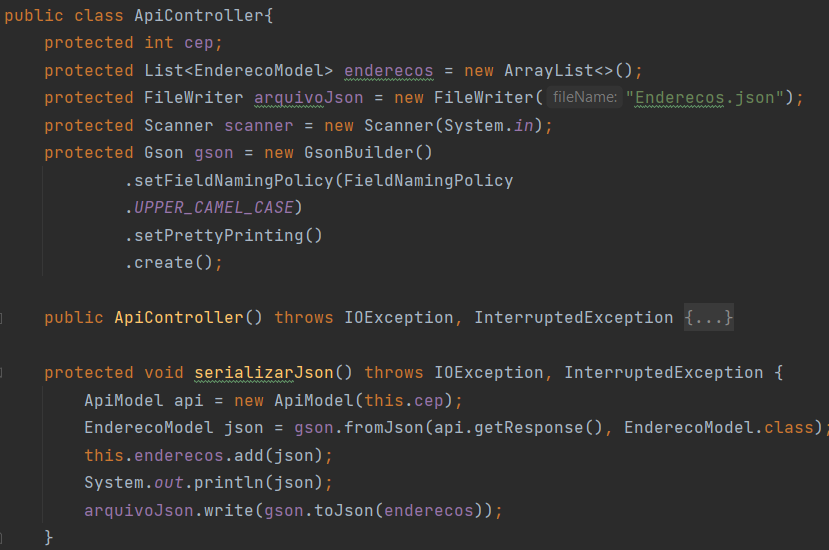 public class ApiController{
protected int cep;
protected List<EnderecoModel> enderecos = new ArrayList<>();
protected FileWriter arquivoJson = new FileWriter( fileName: "Enderecos.json");
protected Scanner scanner = new Scanner(System.in);
protected Gson gson = new GsonBuilder()
.setFieldNamingPolicy(FieldNamingPolicy
.UPPER_CAMEL_CASE)
.setPrettyPrinting()
.create();
public ApiController() throws IOException, InterruptedException {...}
protected void serializarJson() throws IOException, InterruptedException {
ApiModel api = new ApiModel(this.cep);
EnderecoModel json = gson.fromJson(api.getResponse(), EnderecoModel.class);
this.enderecos.add(json);
System.out.println(json);
arquivoJson.write(gson.toJson(enderecos));
}